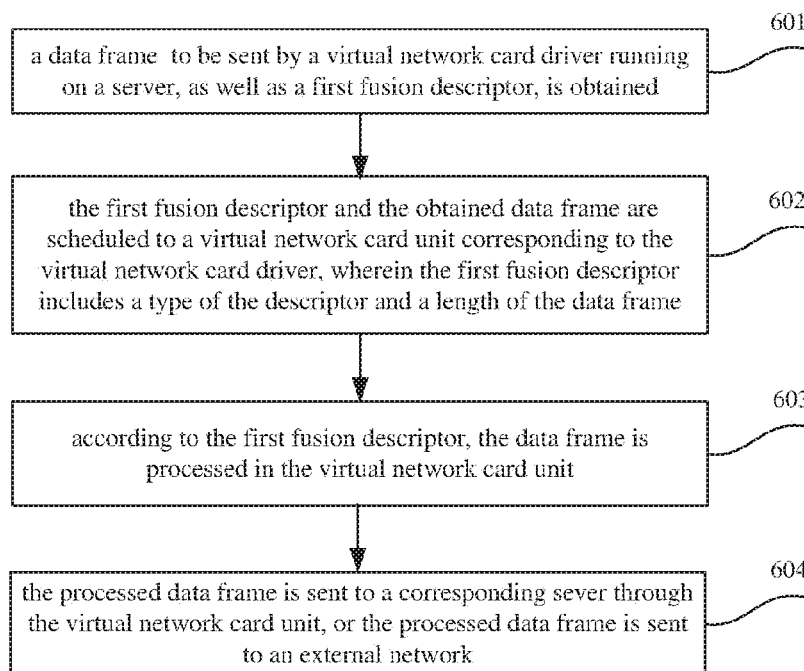 601
a data frame to be sent by a virtual network card driver running
on a server, as well as a first fusion descriptor, is obtained
602
the first fusion descriptor and the obtained data frame are
scheduled to a virtual network card unit corresponding to the
virtual network card driver, wherein the first fusion descriptor
includes a type of the descriptor and a length of the data frame
603
according to the first fusion descriptor, the data frame is
processed in the virtual network card unit
604
the processed data frame is sent to a corresponding sever through
the virtual network card unit, or the processed data frame is sent
to an external network